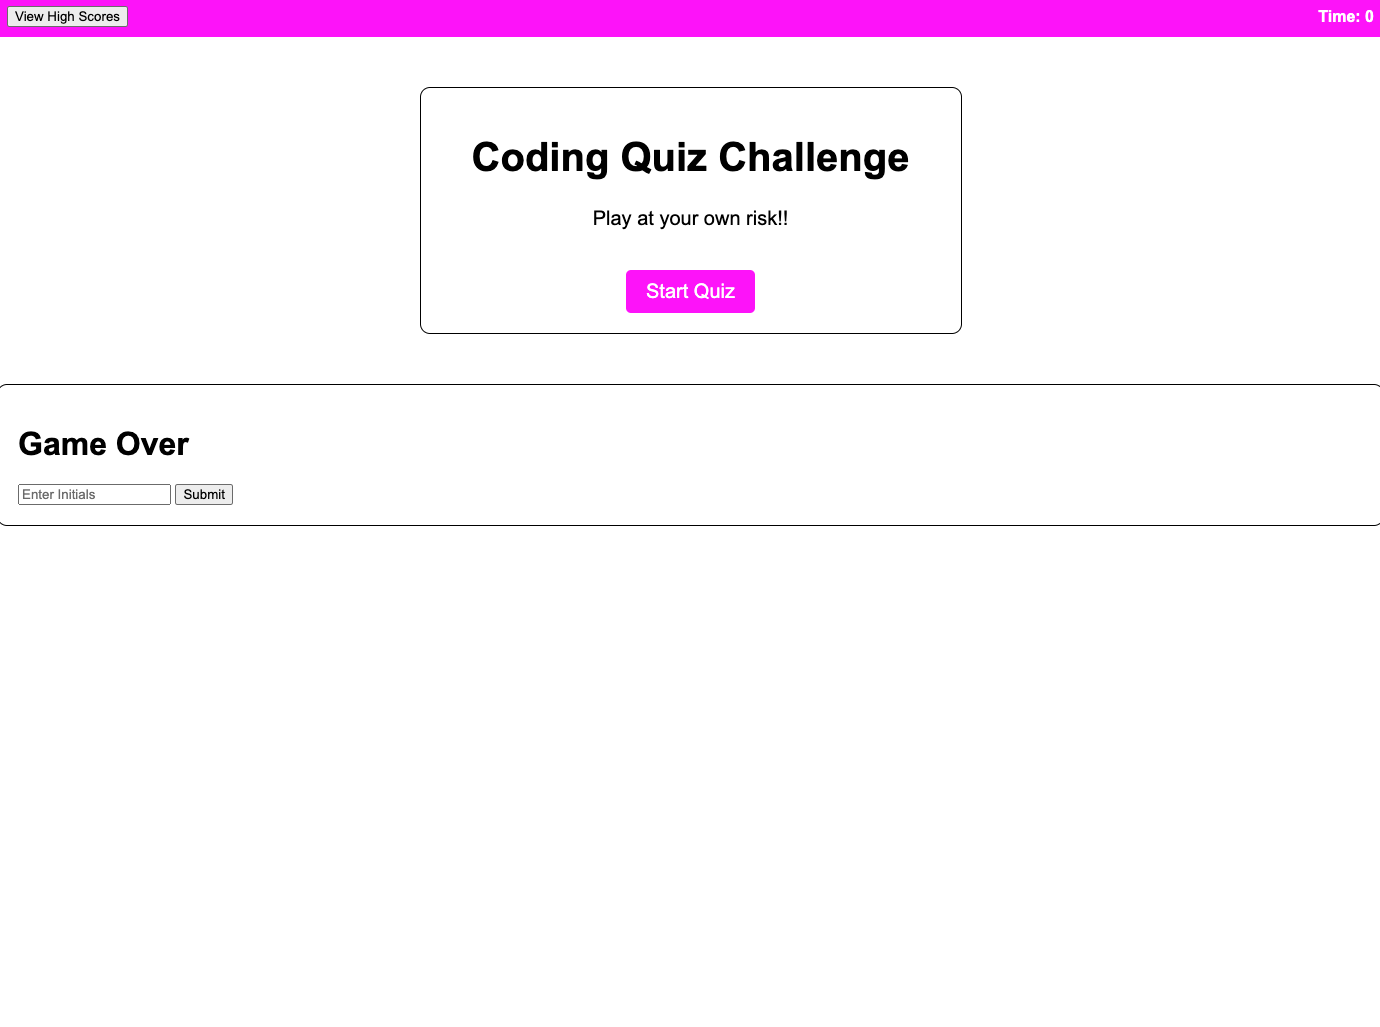 View High Scores
Time: 0
Coding Quiz Challenge
Play at your own risk!!
Start Quiz
Game Over
Enter Initials
Submit